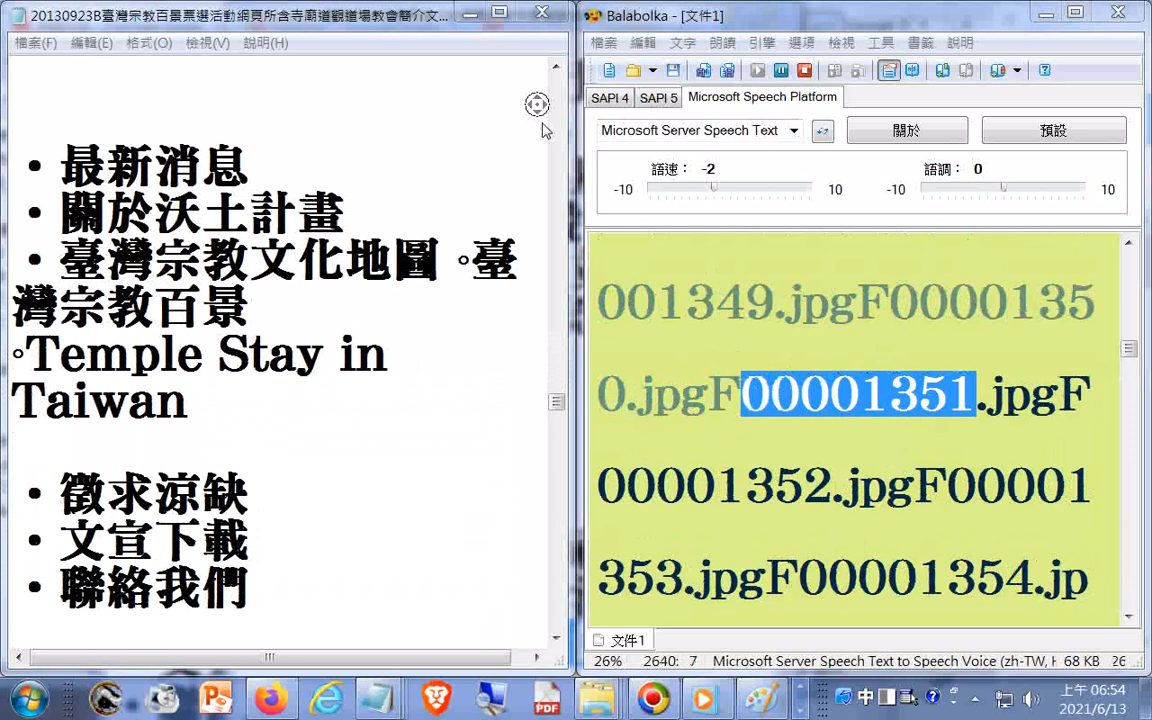 20130923B臺灣宗教百景票選活動網頁所含寺廟道觀道場教會簡介文...
檔案(F) 編輯(E) 格式(O) 檢視(V) 說明(H)
• 最新消息
• 關於沃土計畫
• 臺灣宗教文化地圖 ◦臺
灣宗教百景
◦Temple Stay in
Taiwan
• 徵求涼缺
• 文宣下載
• 聯絡我們
Balabolka - [文件1]
檔案 編輯 文字 朗讀 引擎 選項 檢視 工具 書籤 說明
SAPI 4 SAPI 5 Microsoft Speech Platform
Microsoft Server Speech Text 關於 預設
語速： -2 語調： 0
-10 10 -10 10
001349.jpgF0000135
0.jpgF00001351.jpgF
00001352.jpgF00001
353.jpgF00001354.jp
文件1
26% 2640: 7 Microsoft Server Speech Text to Speech Voice (zh-TW, H 68 KB 26
中
上午 06:54
2021/6/13